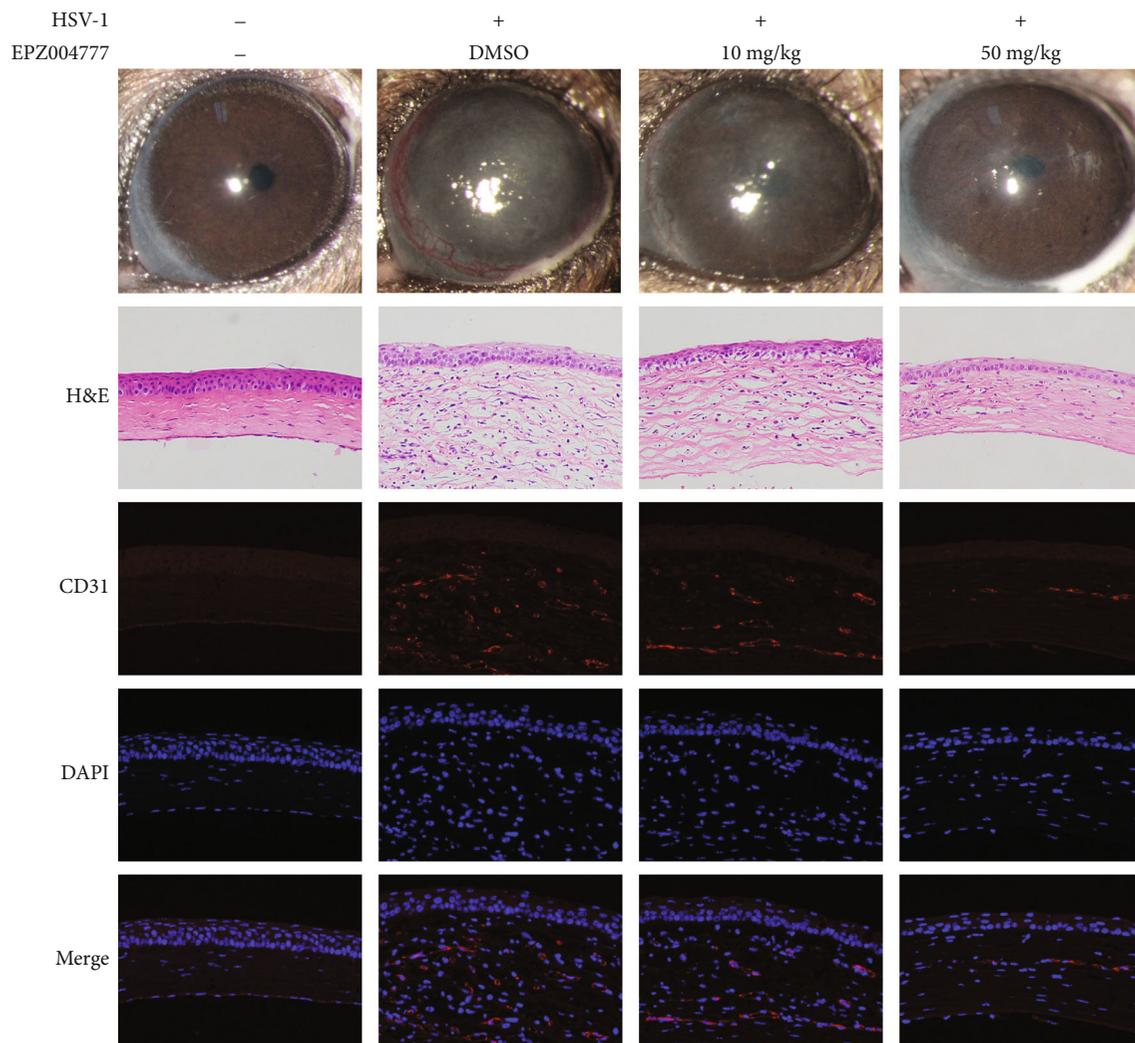 HSV-1 – + + +
EPZ004777 – DMSO 10 mg/kg 50 mg/kg
H&E
CD31
DAPI
Merge